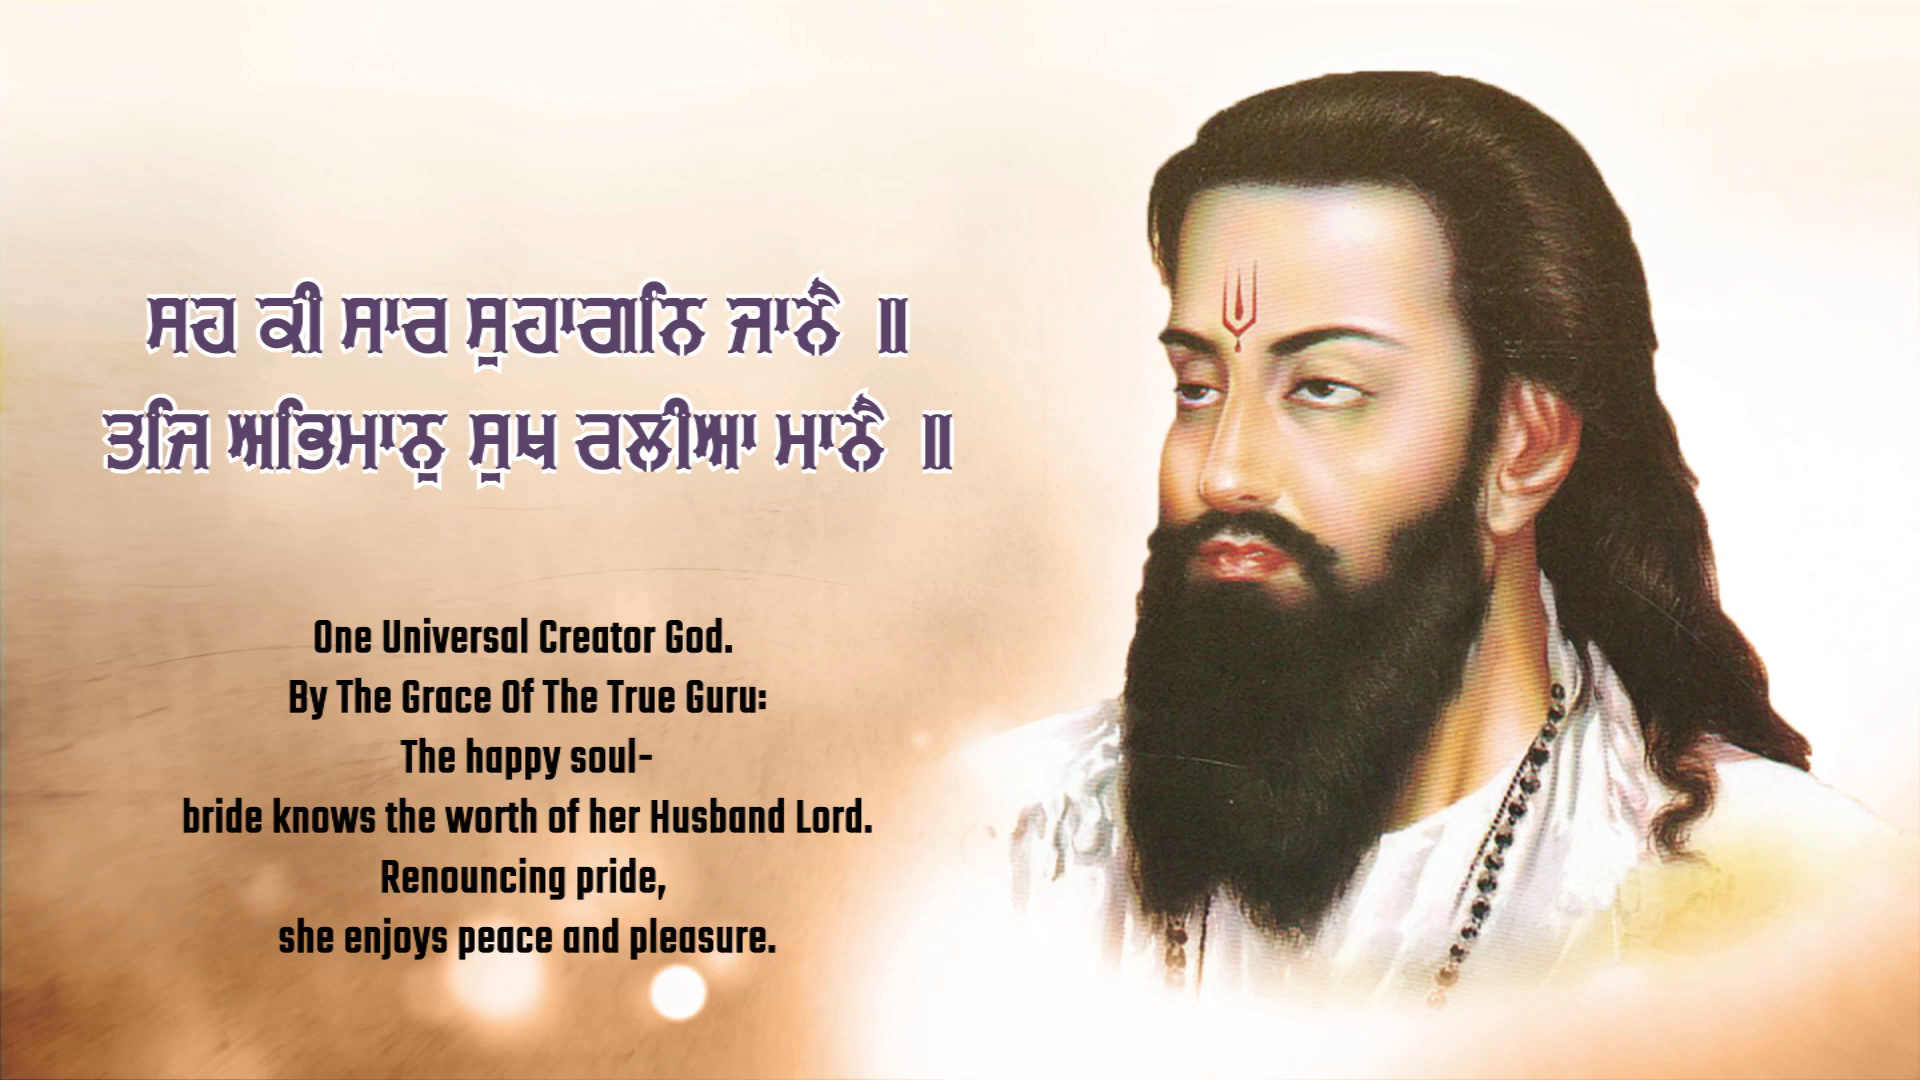 ਸਹ ਕੀ ਸਾਰ ਸੁਹਾਗਨਿ ਜਾਨੈ ॥
ਤਜਿ ਅਭਿਮਾਨੁ ਸੁਖ ਰਲੀਆ ਮਾਨੈ ॥
One Universal Creator God.
By The Grace Of The True Guru:
The happy soul-
bride knows the worth of her Husband Lord.
Renouncing pride,
she enjoys peace and pleasure.